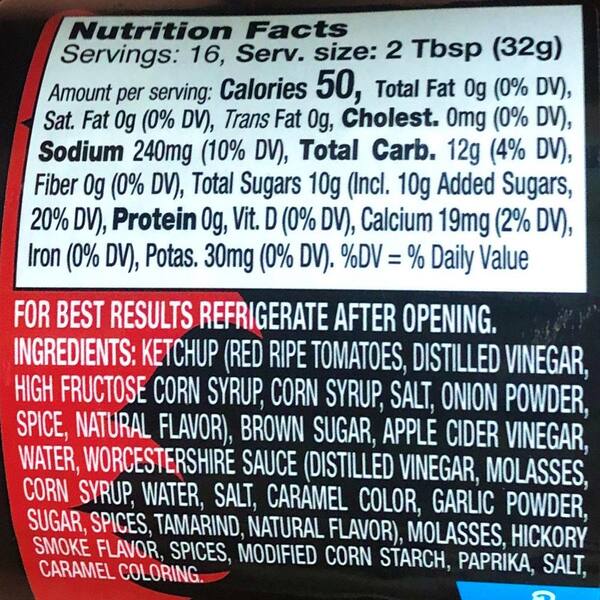 Nutrition Facts
Servings: 16, Serv. size: 2 Tbsp (32g)
Amount per serving: Calories 50, Total Fat 0g (0% DV),
Sat. Fat 0g (0% DV), Trans Fat 0g, Cholest. 0mg (0% DV),
Sodium 240mg (10% DV), Total Carb. 12g (4% DV),
Fiber 0g (0% DV), Total Sugars 10g (Incl. 10g Added Sugars,
20% DV), Protein 0g, Vit. D (0% DV), Calcium 19mg (2% DV),
Iron (0% DV), Potas. 30mg (0% DV). %DV = % Daily Value
FOR BEST RESULTS REFRIGERATE AFTER OPENING.
INGREDIENTS: KETCHUP (RED RIPE TOMATOES, DISTILLED VINEGAR,
HIGH FRUCTOSE CORN SYRUP, CORN SYRUP, SALT, ONION POWDER,
SPICE, NATURAL FLAVOR), BROWN SUGAR, APPLE CIDER VINEGAR,
WATER, WORCESTERSHIRE SAUCE (DISTILLED VINEGAR, MOLASSES,
CORN SYRUP, WATER, SALT, CARAMEL COLOR, GARLIC POWDER,
SUGAR, SPICES, TAMARIND, NATURAL FLAVOR), MOLASSES, HICKORY
SMOKE FLAVOR, SPICES, MODIFIED CORN STARCH, PAPRIKA, SALT,
CARAMEL COLORING.